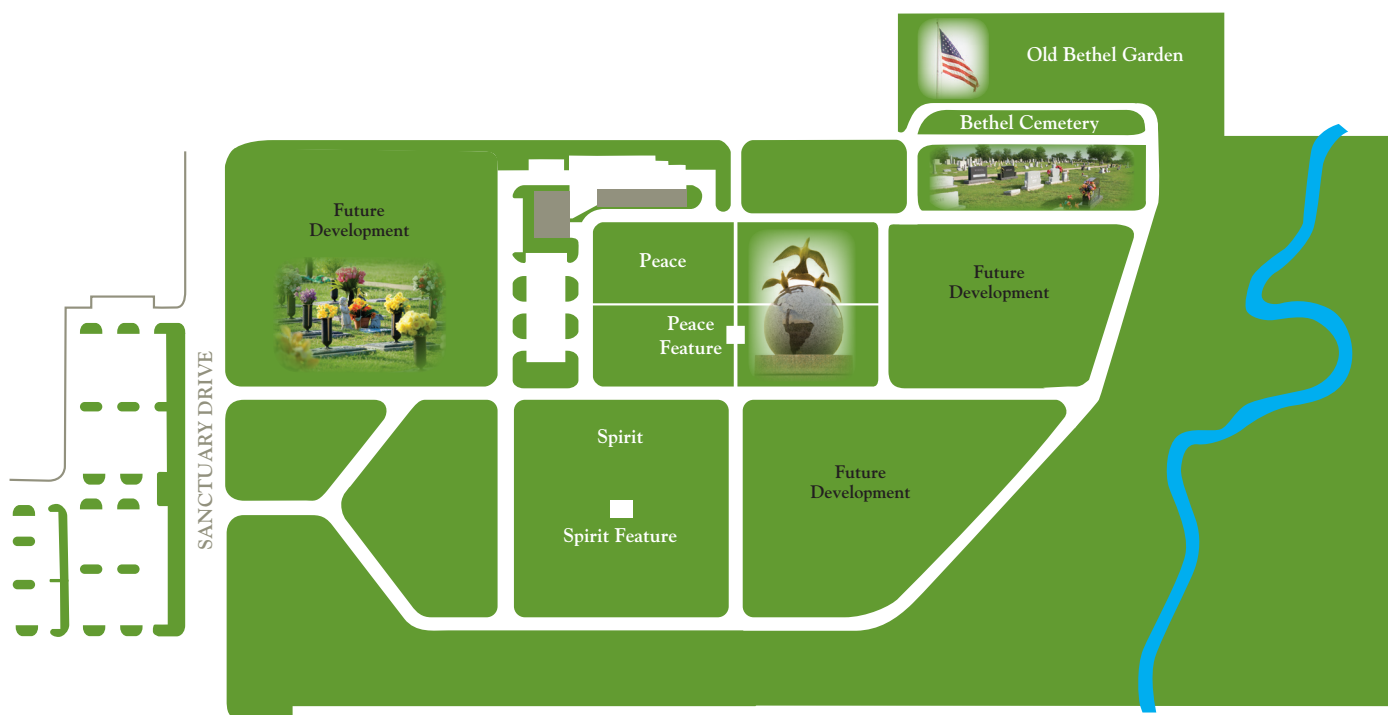 Old Bethel Garden
Bethel Cemetery
Future
Development
Peace
Future
Development
Peace
Feature
SANCTUARY DRIVE
Spirit
Future
Development
Spirit Feature